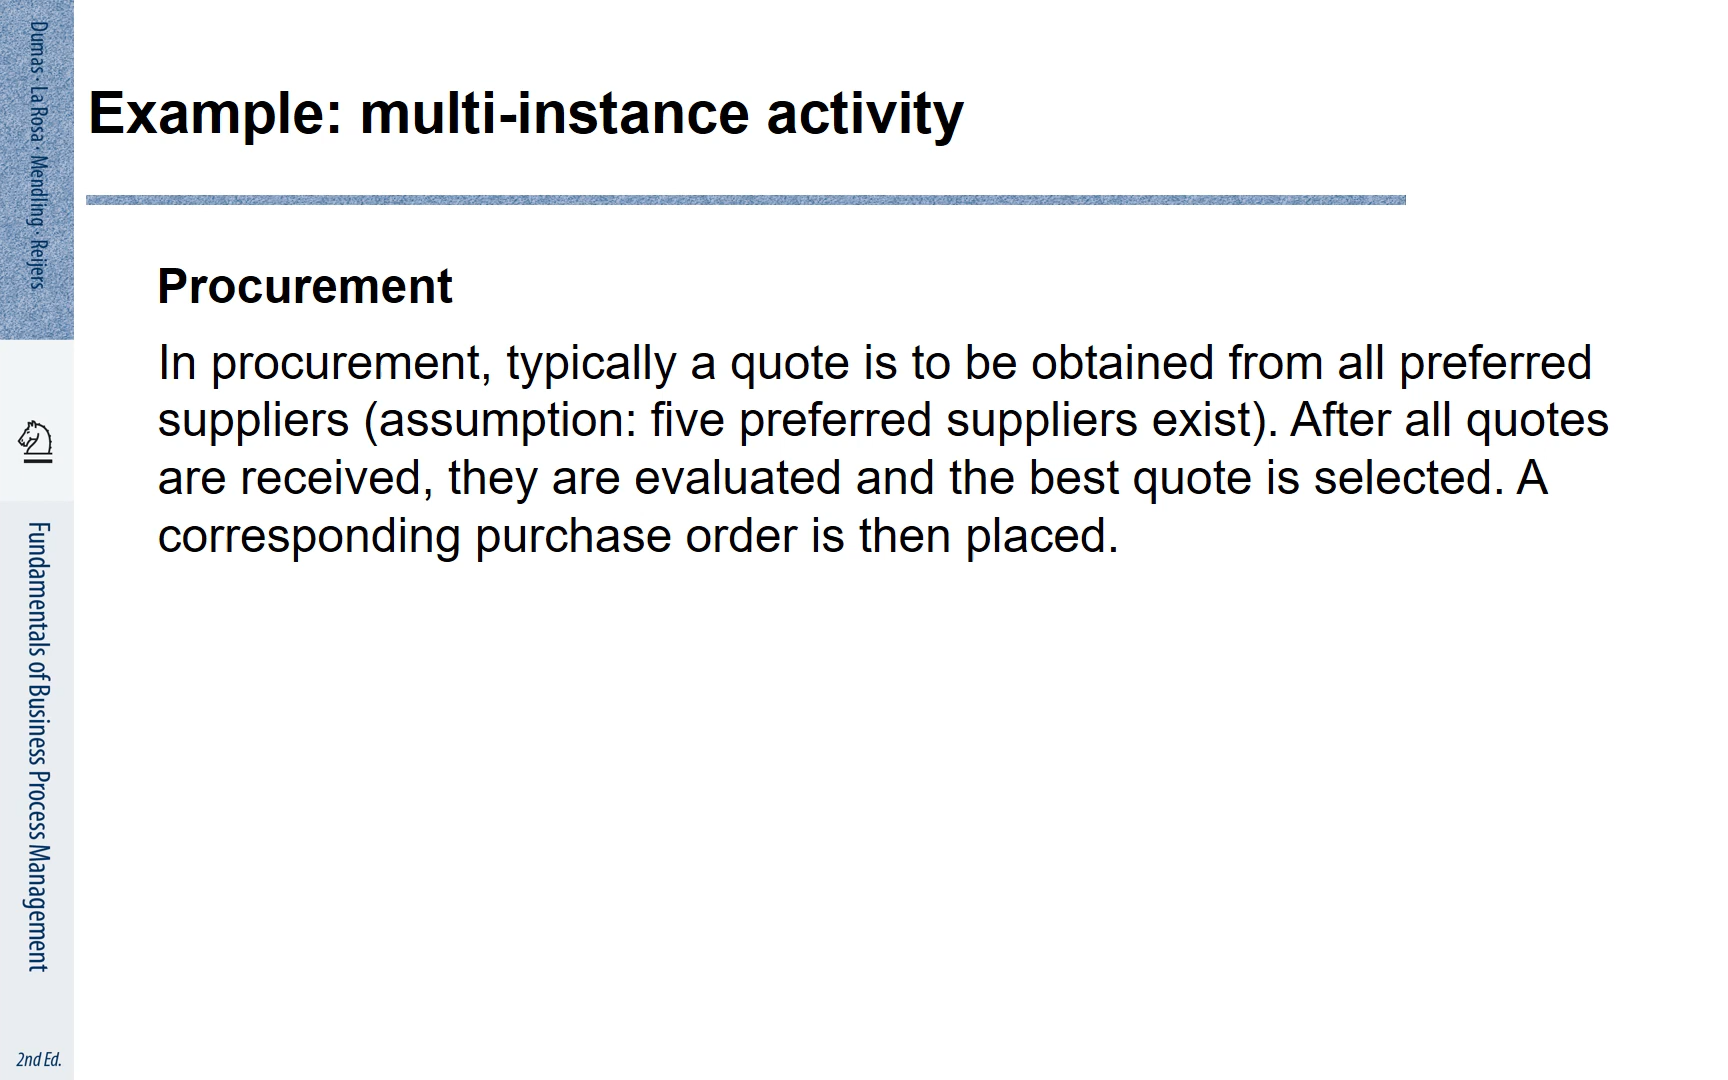 Dumas · La Rosa · Mendling · Reijers
Fundamentals of Business Process Management
2nd Ed.
Example: multi-instance activity
Procurement
In procurement, typically a quote is to be obtained from all preferred
suppliers (assumption: five preferred suppliers exist). After all quotes
are received, they are evaluated and the best quote is selected. A
corresponding purchase order is then placed.